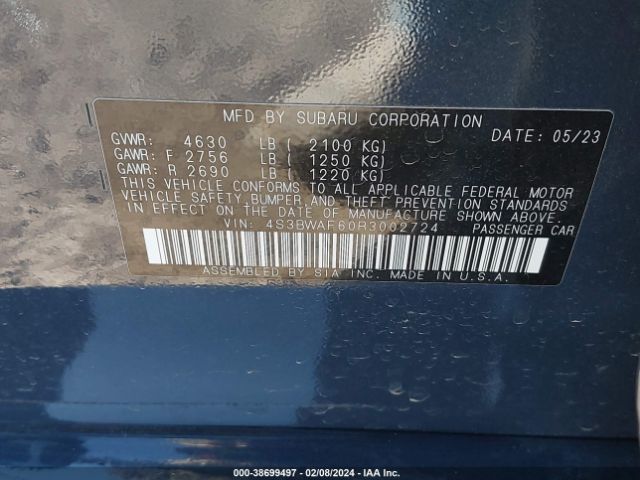 MFD BY SUBARU CORPORATION
GVWR: 4630 LB ( 2100 KG) DATE: 05/23
GAWR: F 2756 LB ( 1250 KG)
GAWR: R 2690 LB ( 1220 KG)
THIS VEHICLE CONFORMS TO ALL APPLICABLE FEDERAL MOTOR
VEHICLE SAFETY, BUMPER, AND THEFT PREVENTION STANDARDS
IN EFFECT ON THE DATE OF MANUFACTURE SHOWN ABOVE.
VIN: 4S3BWAF60R3002724 PASSENGER CAR
ASSEMBLED BY SIA INC. MADE IN U.S.A.
000-38699497 - 02/08/2024 - IAA Inc.